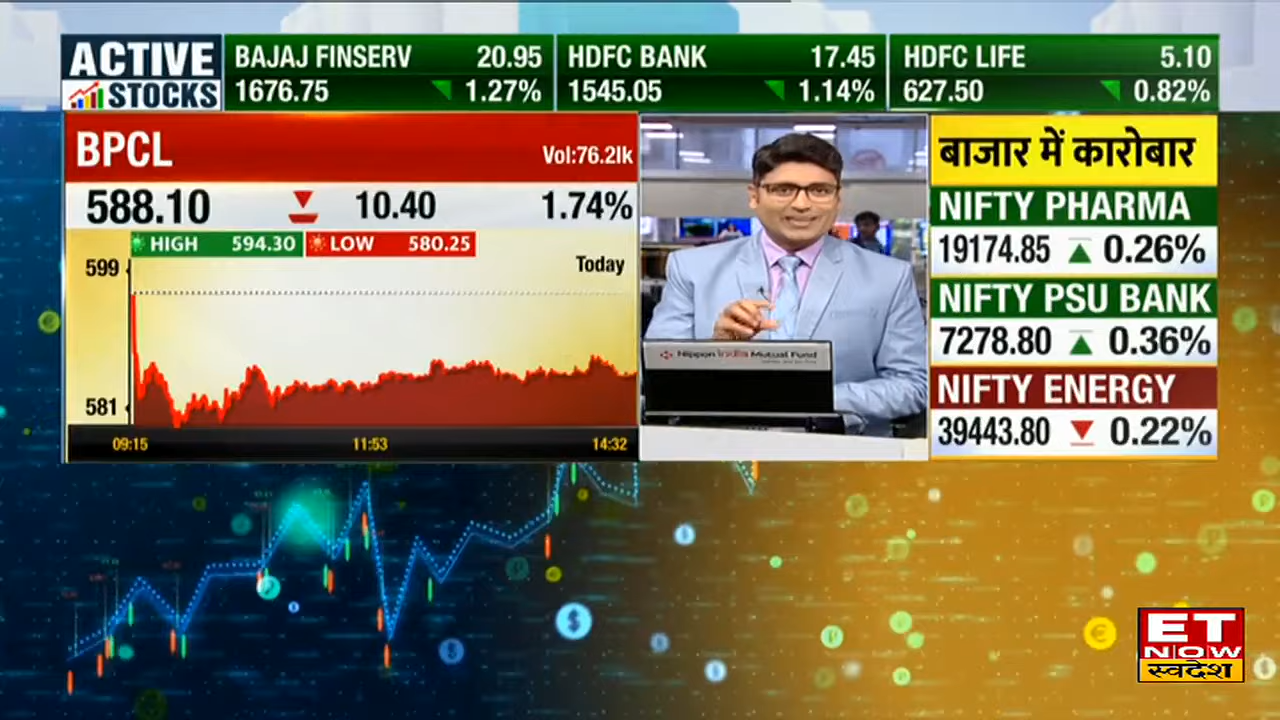 ACTIVE
STOCKS
BAJAJ FINSERV 20.95
1676.75 1.27%
HDFC BANK 17.45
1545.05 1.14%
HDFC LIFE 5.10
627.50 0.82%
BPCL Vol:76.2lk
588.10 10.40 1.74%
HIGH 594.30 LOW 580.25
Today
599
581
09:15 11:53 14:32
Nippon india Mutual Fund
बाजार में कारोबार
NIFTY PHARMA
19174.85 0.26%
NIFTY PSU BANK
7278.80 0.36%
NIFTY ENERGY
39443.80 0.22%
ET
NOW
स्वदेश